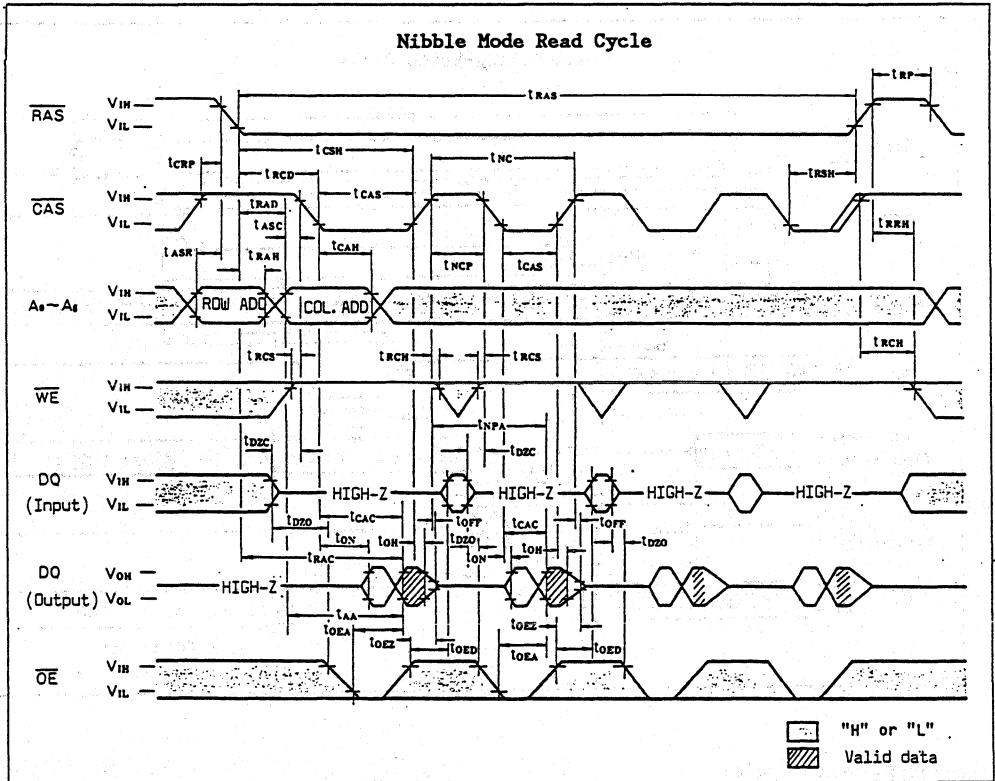 Nibble Mode Read Cycle
tRP
tRAS
RAS
VIH
VIL
tCSH
tNC
tCRP
tRCD
tCAS
tRSH
CAS
VIH
VIL
tRAD
tASC
tRRH
tASR
tRAH
tCAH
tNCP
tCAS
A0~A8
VIH
VIL
ROW ADD
COL. ADD
tRCS
tRCH
tRCS
tRCH
WE
VIH
VIL
tNPA
tDZC
tDZC
DQ
(Input)
VIH
VIL
HIGH-Z
HIGH-Z
HIGH-Z
HIGH-Z
tCAC
tOFF
tCAC
tOFF
tDZO
tON
tOH
tDZO
tON
tOH
tDZO
tRAC
DQ
(Output)
VOH
VOL
HIGH-Z
tAA
tOEA
tOEZ
tOED
tOEZ
tOEA
tOED
OE
VIH
VIL
"H" or "L"
Valid data